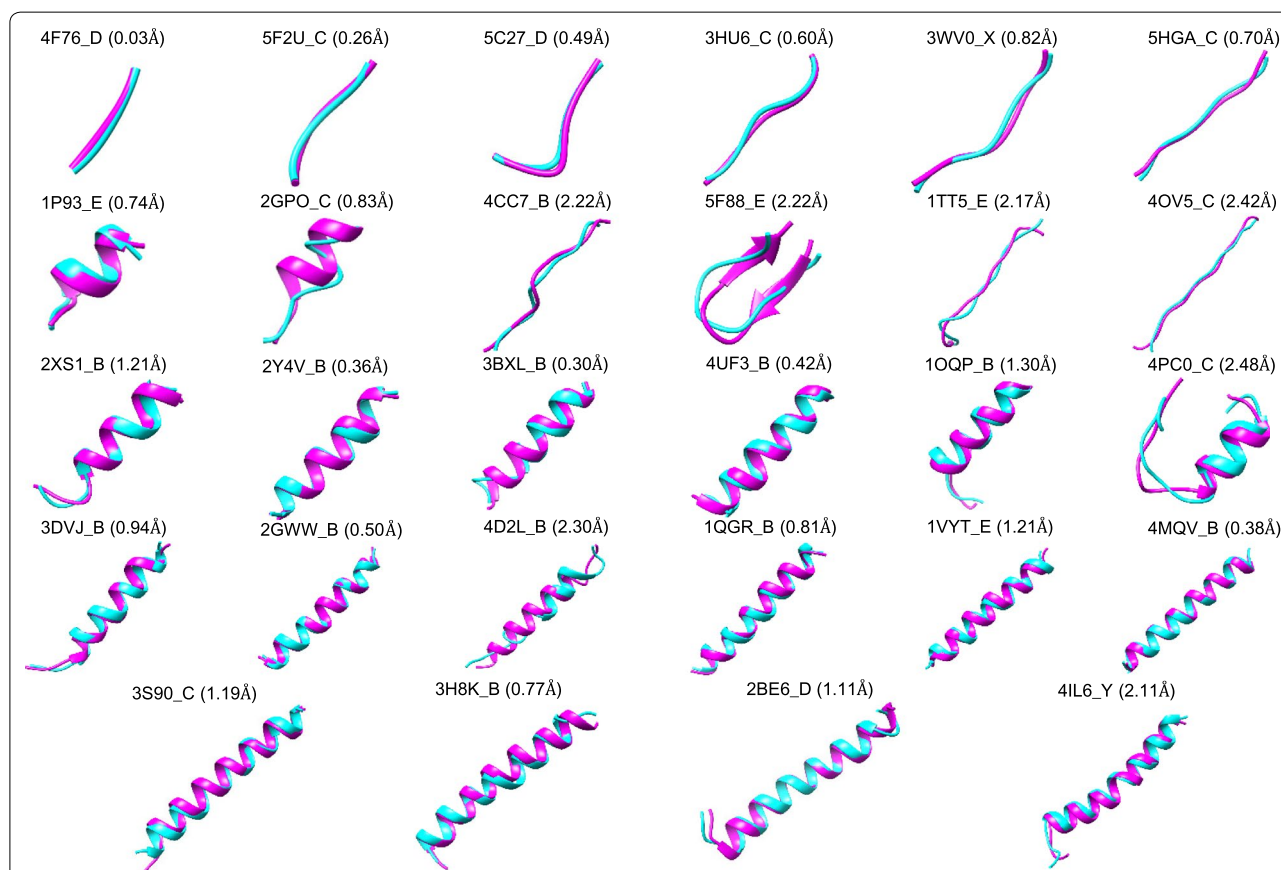 4F76_D (0.03Å) 5F2U_C (0.26Å) 5C27_D (0.49Å) 3HU6_C (0.60Å) 3WV0_X (0.82Å) 5HGA_C (0.70Å)
1P93_E (0.74Å) 2GPO_C (0.83Å) 4CC7_B (2.22Å) 5F88_E (2.22Å) 1TT5_E (2.17Å) 4OV5_C (2.42Å)
2XS1_B (1.21Å) 2Y4V_B (0.36Å) 3BXL_B (0.30Å) 4UF3_B (0.42Å) 1OQP_B (1.30Å) 4PC0_C (2.48Å)
3DVJ_B (0.94Å) 2GWW_B (0.50Å) 4D2L_B (2.30Å) 1QGR_B (0.81Å) 1VYT_E (1.21Å) 4MQV_B (0.38Å)
3S90_C (1.19Å) 3H8K_B (0.77Å) 2BE6_D (1.11Å) 4IL6_Y (2.11Å)